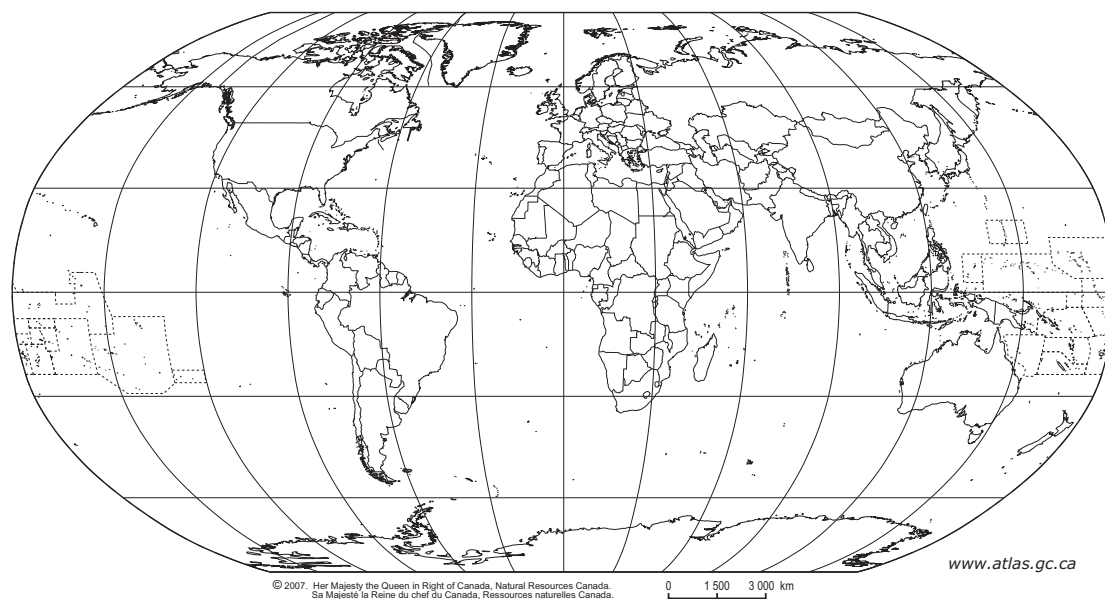 www.atlas.gc.ca
© 2007. Her Majesty the Queen in Right of Canada, Natural Resources Canada.
Sa Majesté la Reine du chef du Canada, Ressources naturelles Canada.
0 1 500 3 000 km